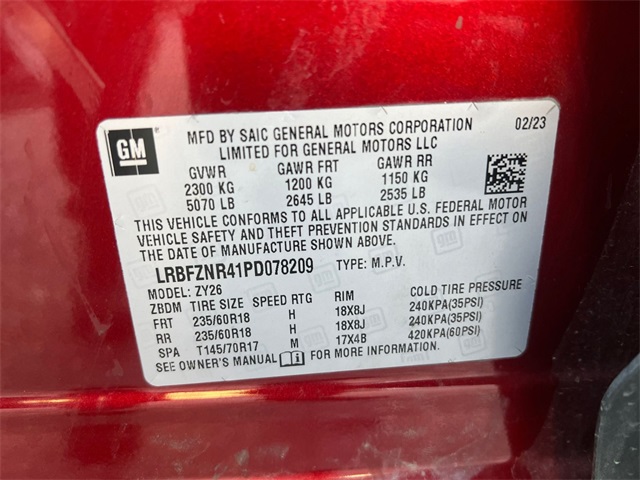 GM
MFD BY SAIC GENERAL MOTORS CORPORATION 02/23
LIMITED FOR GENERAL MOTORS LLC
GVWR GAWR FRT GAWR RR
2300 KG 1200 KG 1150 KG
5070 LB 2645 LB 2535 LB
THIS VEHICLE CONFORMS TO ALL APPLICABLE U.S. FEDERAL MOTOR
VEHICLE SAFETY AND THEFT PREVENTION STANDARDS IN EFFECT ON
THE DATE OF MANUFACTURE SHOWN ABOVE.
LRBFZNR41PD078209 TYPE: M.P.V.
MODEL: ZY26
ZBDM TIRE SIZE SPEED RTG RIM COLD TIRE PRESSURE
FRT 235/60R18 H 18X8J 240KPA(35PSI)
RR 235/60R18 H 18X8J 240KPA(35PSI)
SPA T145/70R17 M 17X4B 420KPA(60PSI)
SEE OWNER'S MANUAL i FOR MORE INFORMATION.